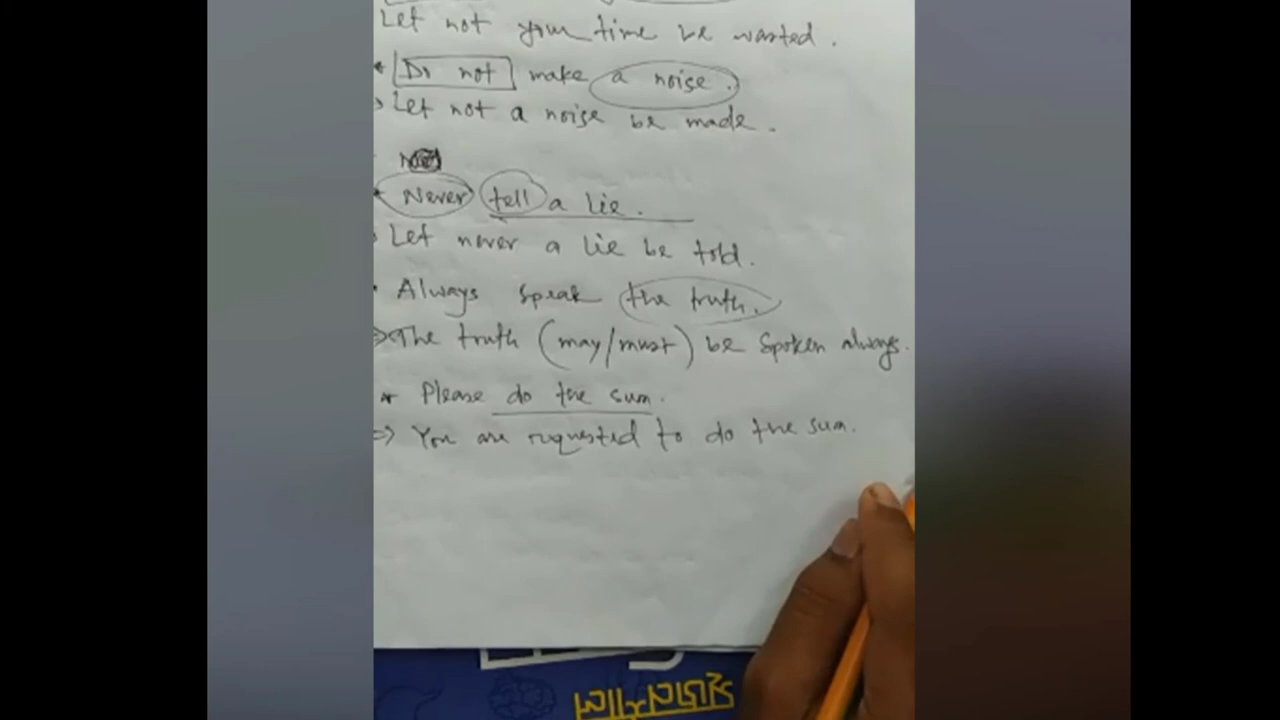 Let not your time be wasted.
* Do not make a noise.
> Let not a noise be made.
* Never tell a lie.
> Let never a lie be told.
* Always speak the truth.
=> The truth (may/must) be spoken always.
* Please do the sum.
=> You are requested to do the sum.